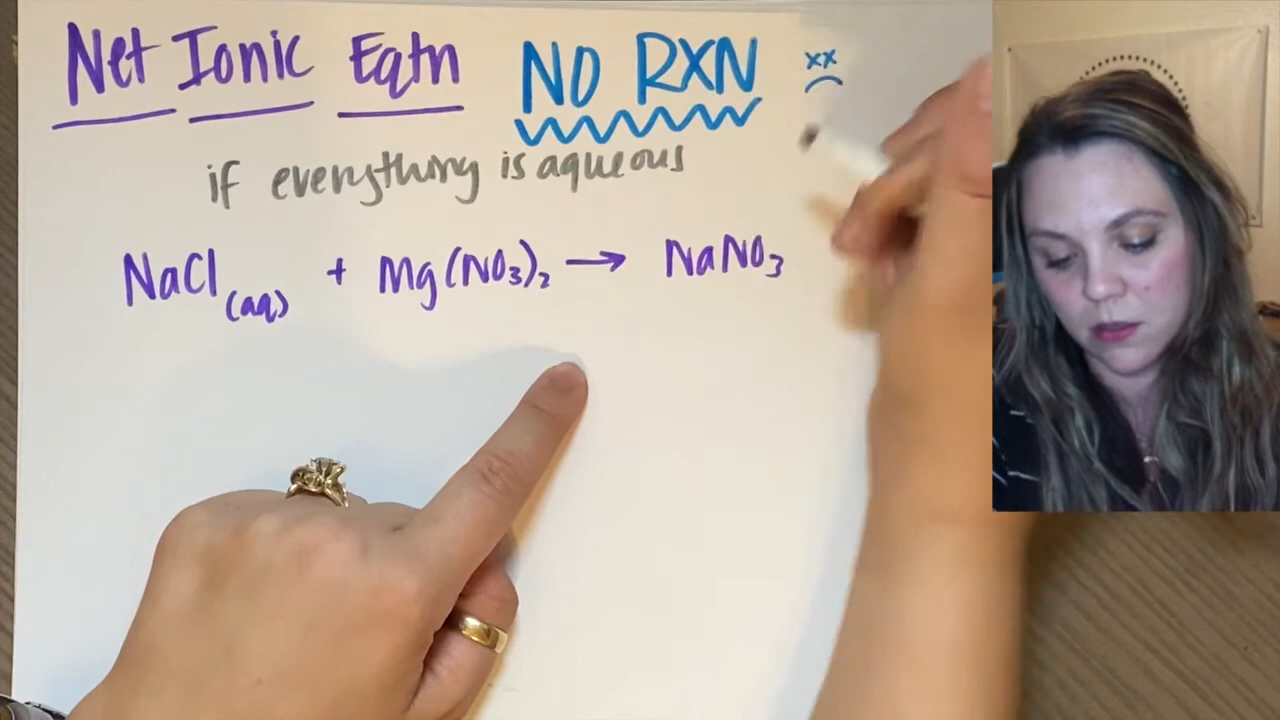 Net Ionic Eqtn NO RXN
if everything is aqueous
NaCl(aq) + Mg(NO₃)₂ → NaNO₃